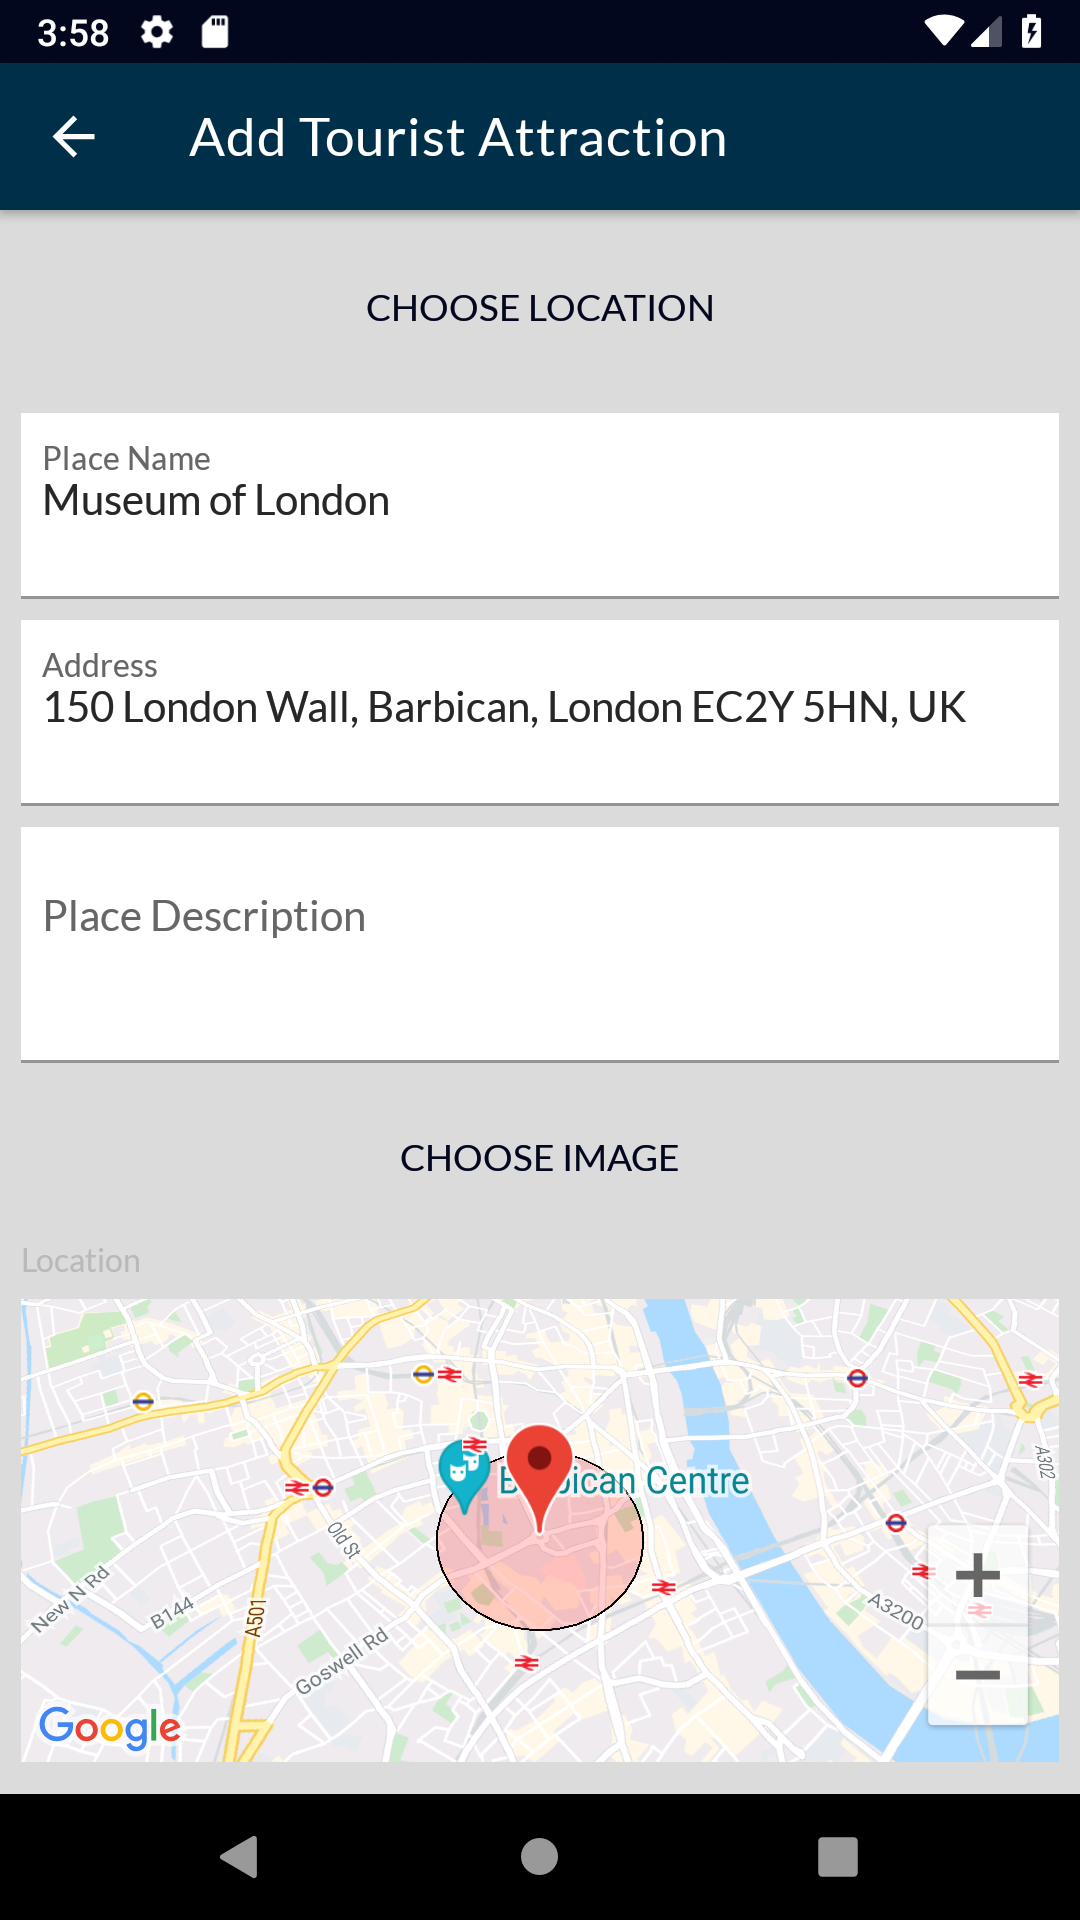 3:58
Add Tourist Attraction
CHOOSE LOCATION
Place Name
Museum of London
Address
150 London Wall, Barbican, London EC2Y 5HN, UK
Place Description
CHOOSE IMAGE
Location
Barbican Centre
A302
Old St
New N Rd
B144
A501
A3200
Goswell Rd
Google